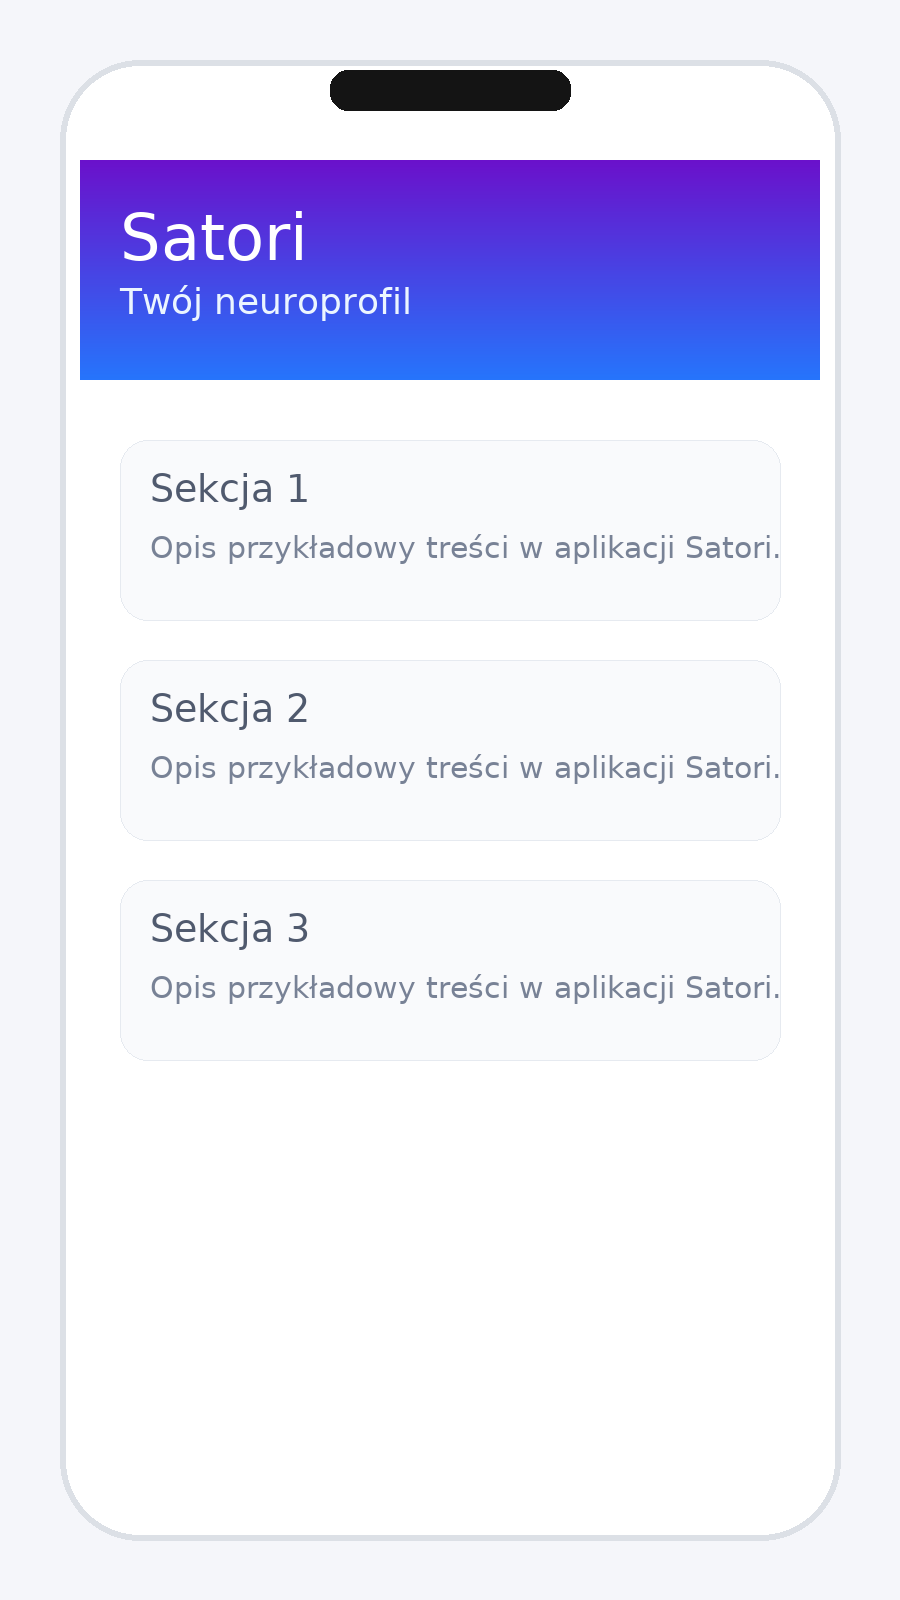 Satori
Twój neuroprofil
Sekcja 1
Opis przykładowy treści w aplikacji Satori.
Sekcja 2
Opis przykładowy treści w aplikacji Satori.
Sekcja 3
Opis przykładowy treści w aplikacji Satori.